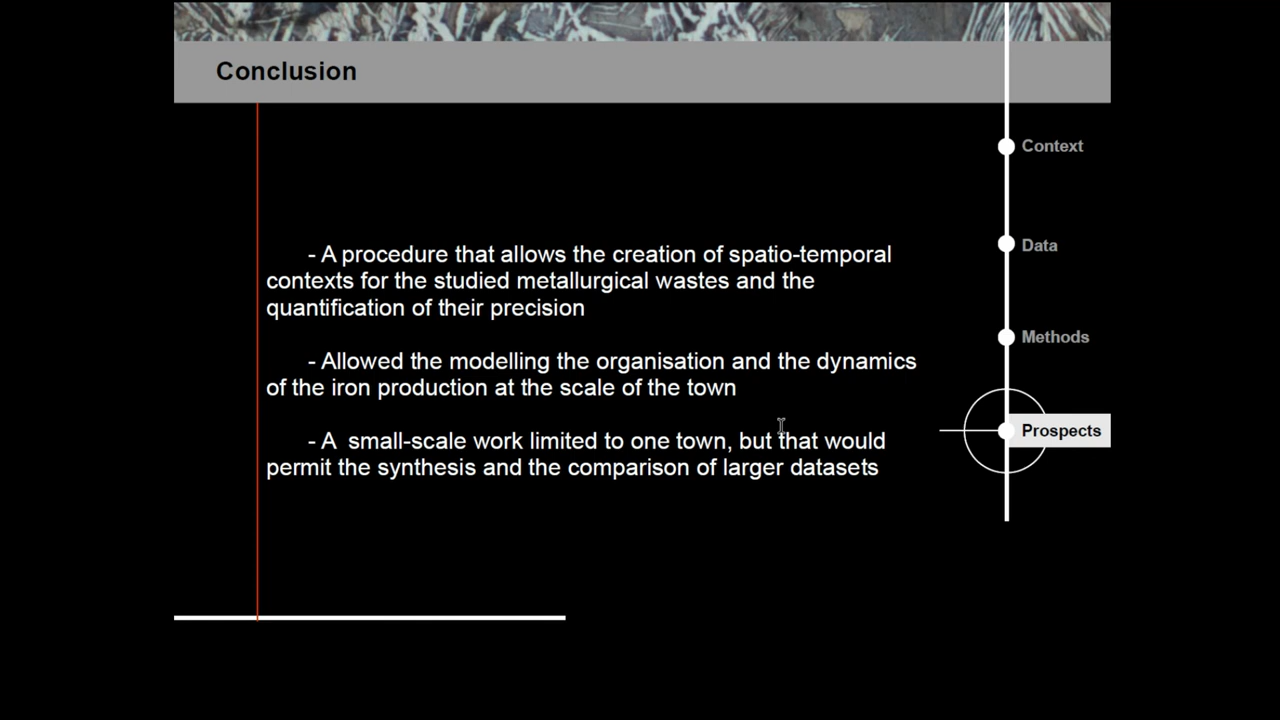 Conclusion
Context
Data
Methods
Prospects
- A procedure that allows the creation of spatio-temporal
contexts for the studied metallurgical wastes and the
quantification of their precision
- Allowed the modelling the organisation and the dynamics
of the iron production at the scale of the town
- A  small-scale work limited to one town, but that would
permit the synthesis and the comparison of larger datasets